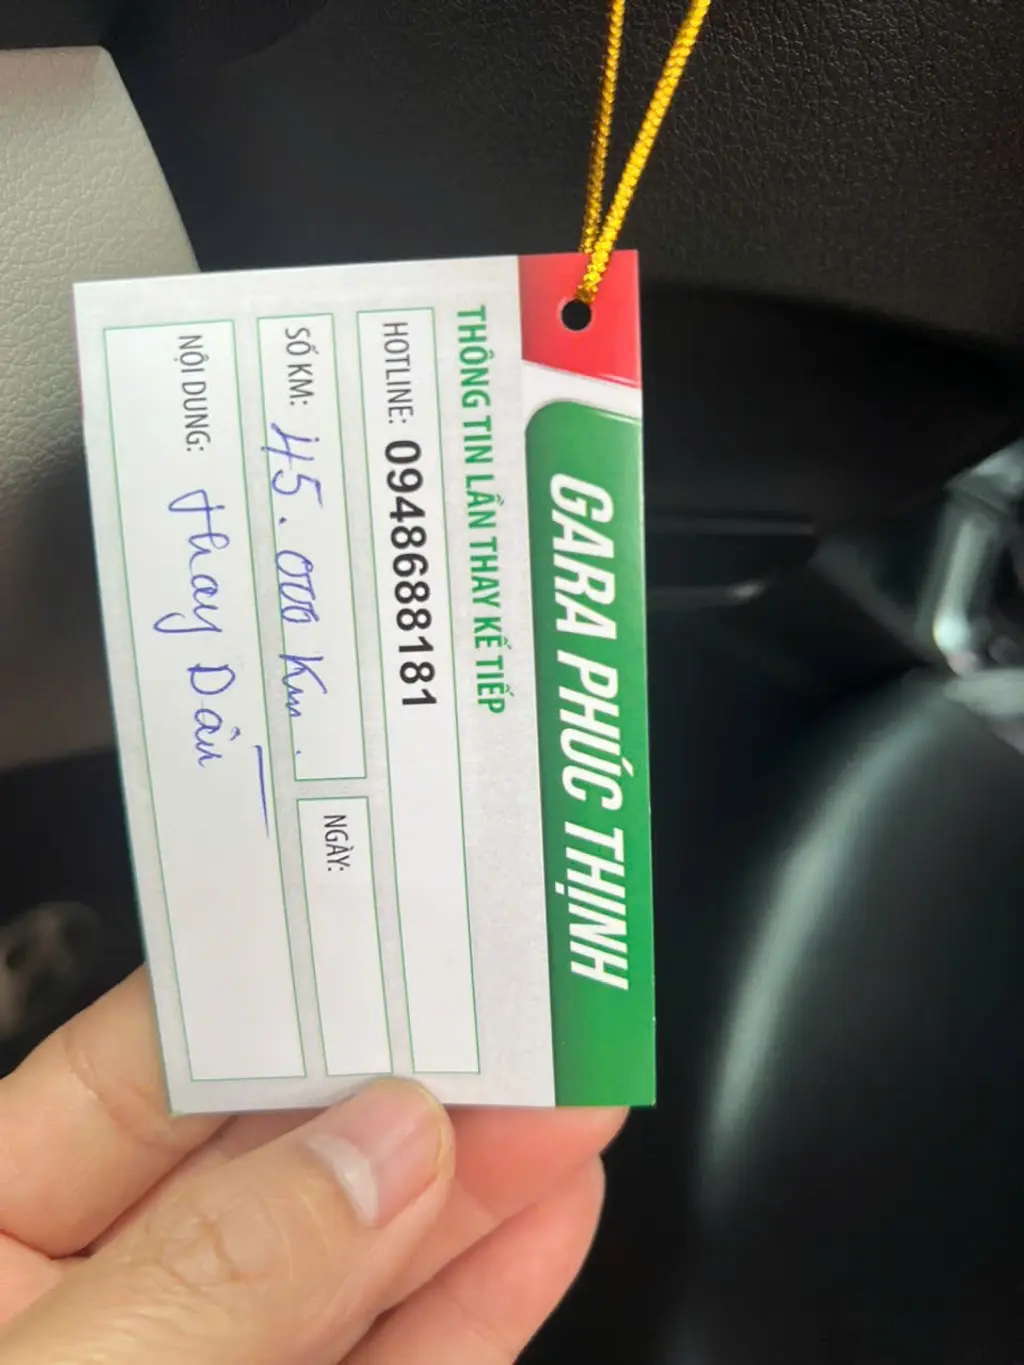 GARA PHÚC THỊNH
THÔNG TIN LẦN THAY KẾ TIẾP
HOTLINE: 0948688181
SỐ KM: 45.000 Km.
NGÀY:
NỘI DUNG: Thay Dầu